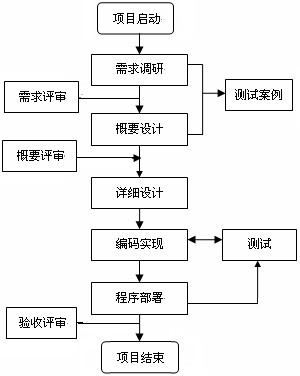 项目启动
需求调研
需求评审
测试案例
概要设计
概要评审
详细设计
编码实现
测试
程序部署
验收评审
项目结束